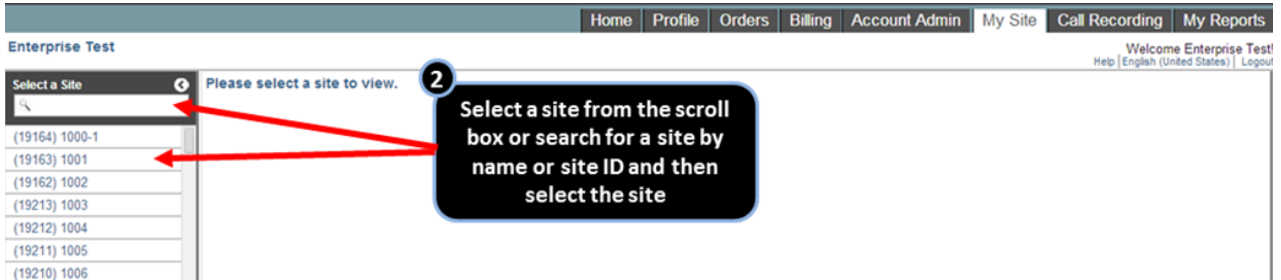 Home Profile Orders Billing Account Admin My Site Call Recording My Reports
Enterprise Test
Welcome Enterprise Test!
Help | English (United States) | Logout
Select a Site
Please select a site to view.
2
Select a site from the scroll
box or search for a site by
name or site ID and then
select the site
(19164) 1000-1
(19163) 1001
(19162) 1002
(19213) 1003
(19212) 1004
(19211) 1005
(19210) 1006